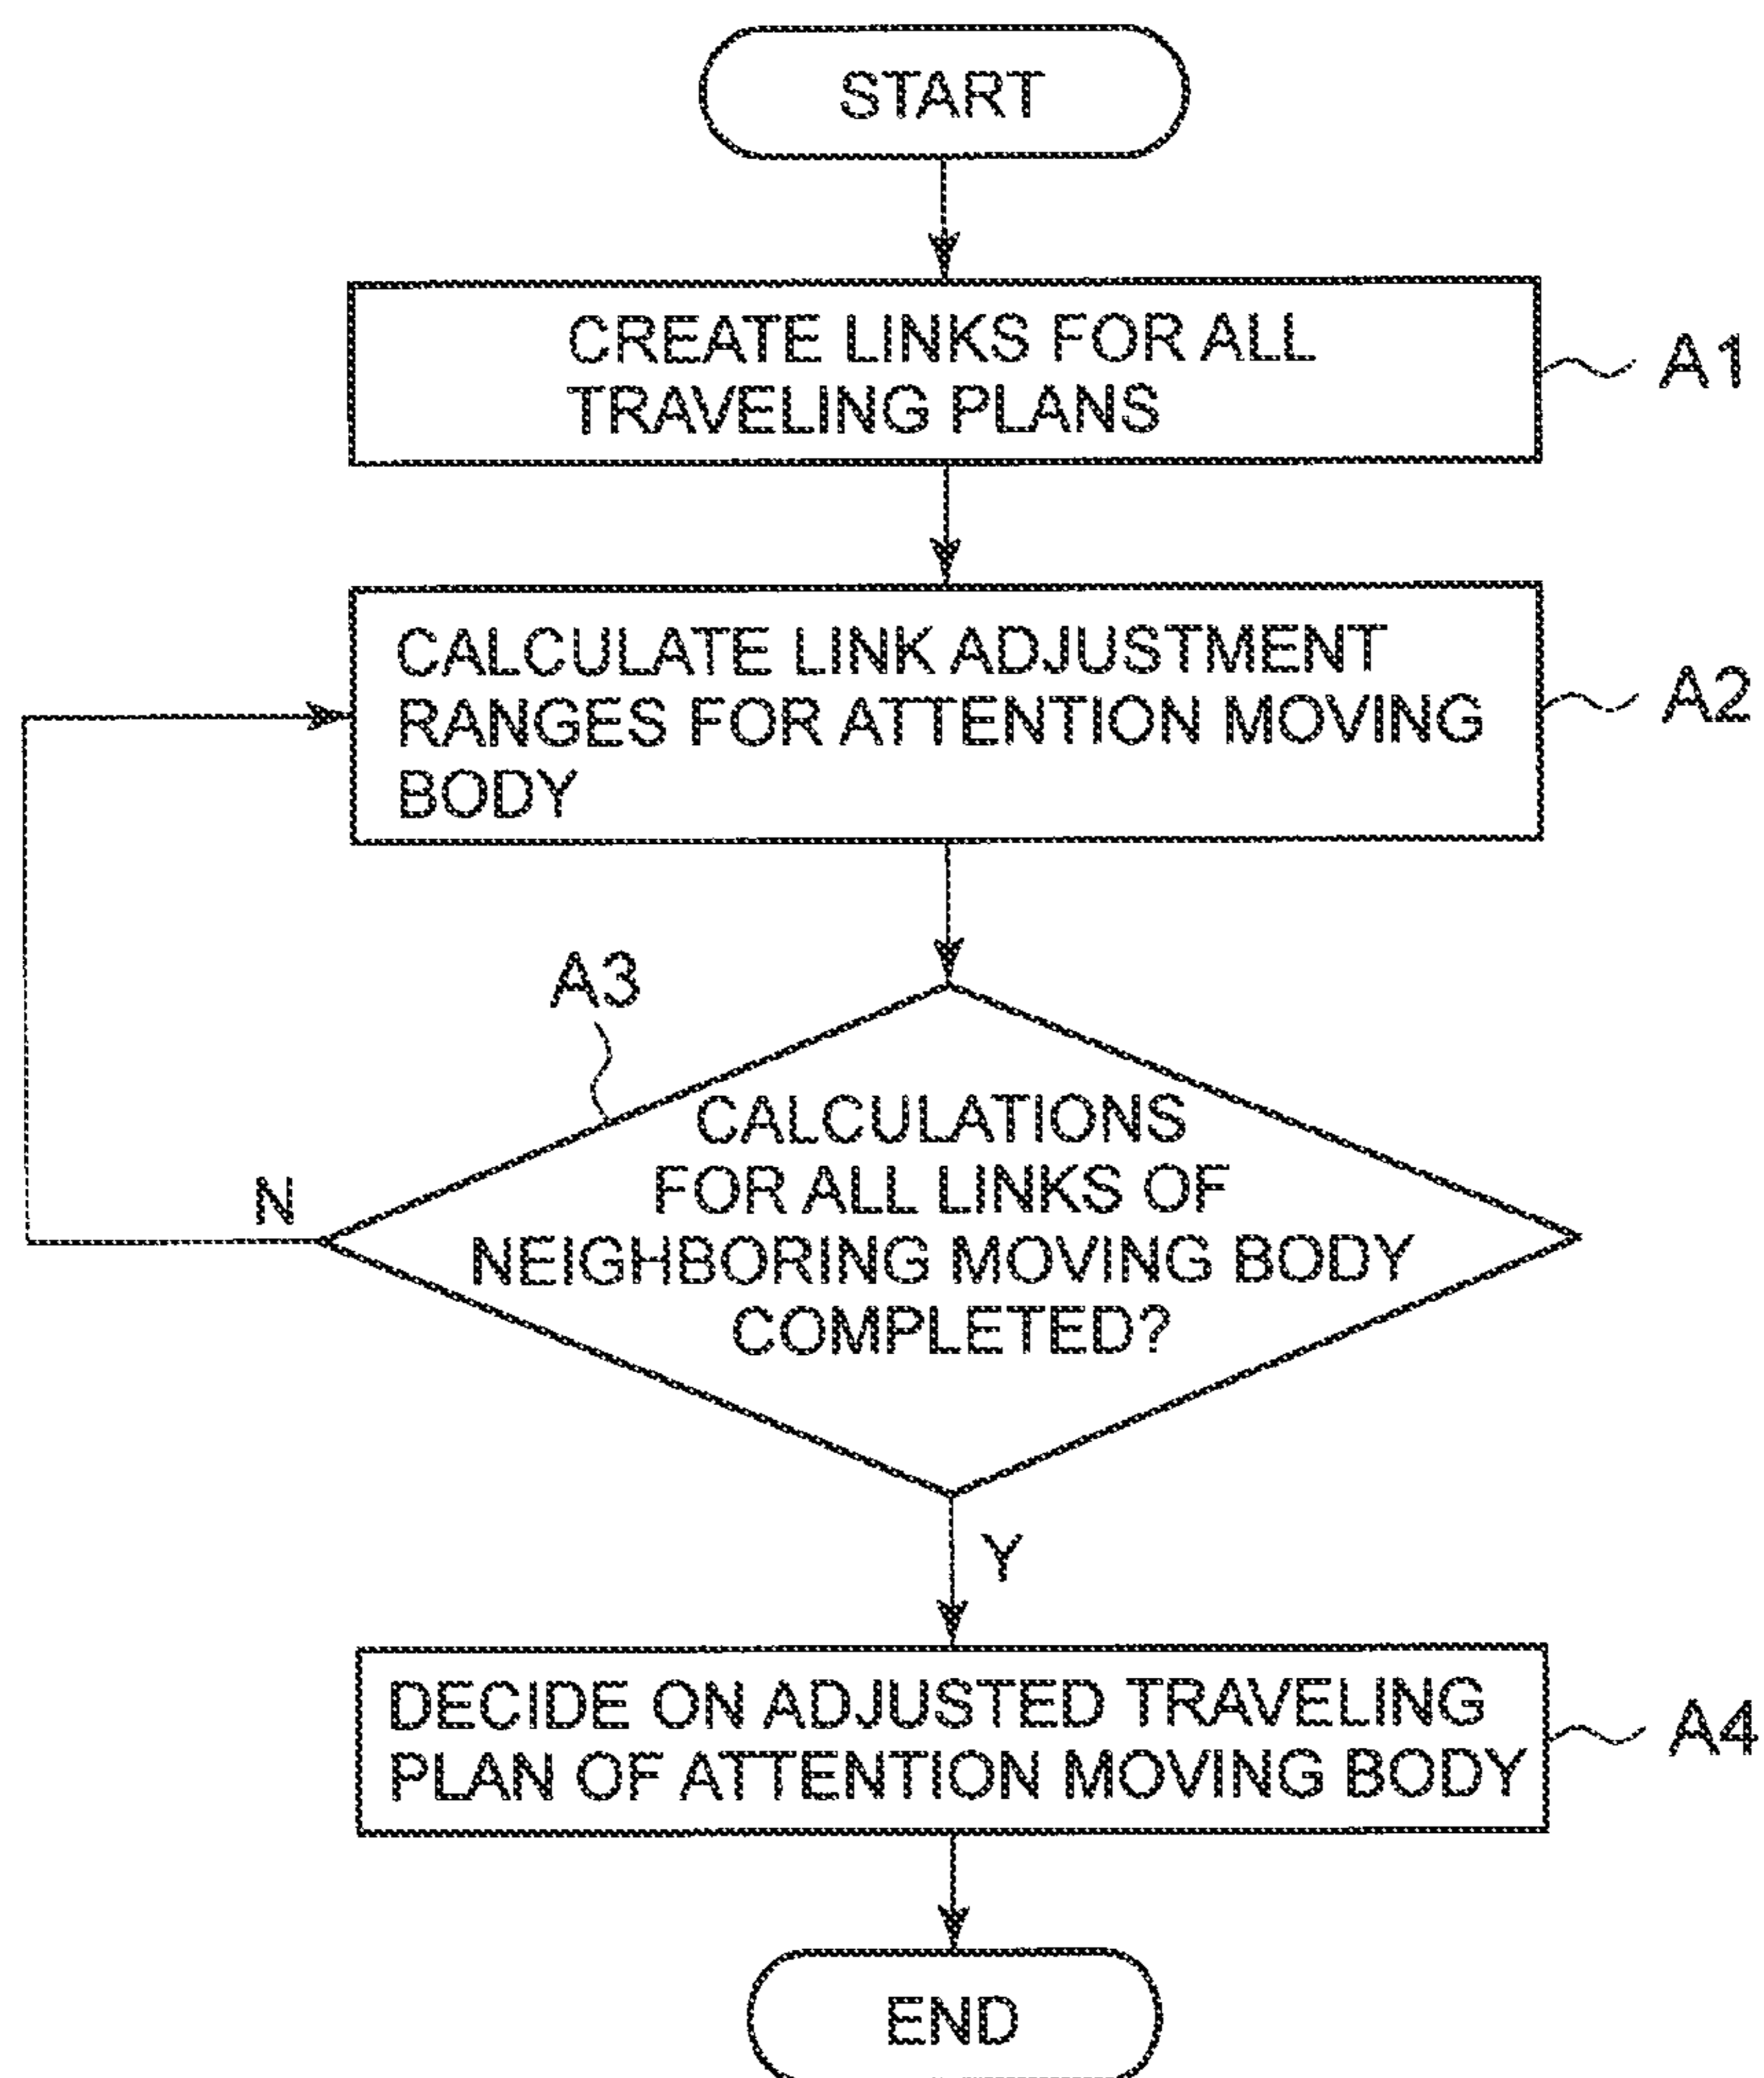 START
CREATE LINKS FOR ALL
TRAVELING PLANS
A1
CALCULATE LINK ADJUSTMENT
RANGES FOR ATTENTION MOVING
BODY
A2
A3
CALCULATIONS
FOR ALL LINKS OF
NEIGHBORING MOVING BODY
COMPLETED?
N
Y
DECIDE ON ADJUSTED TRAVELING
PLAN OF ATTENTION MOVING BODY
A4
END